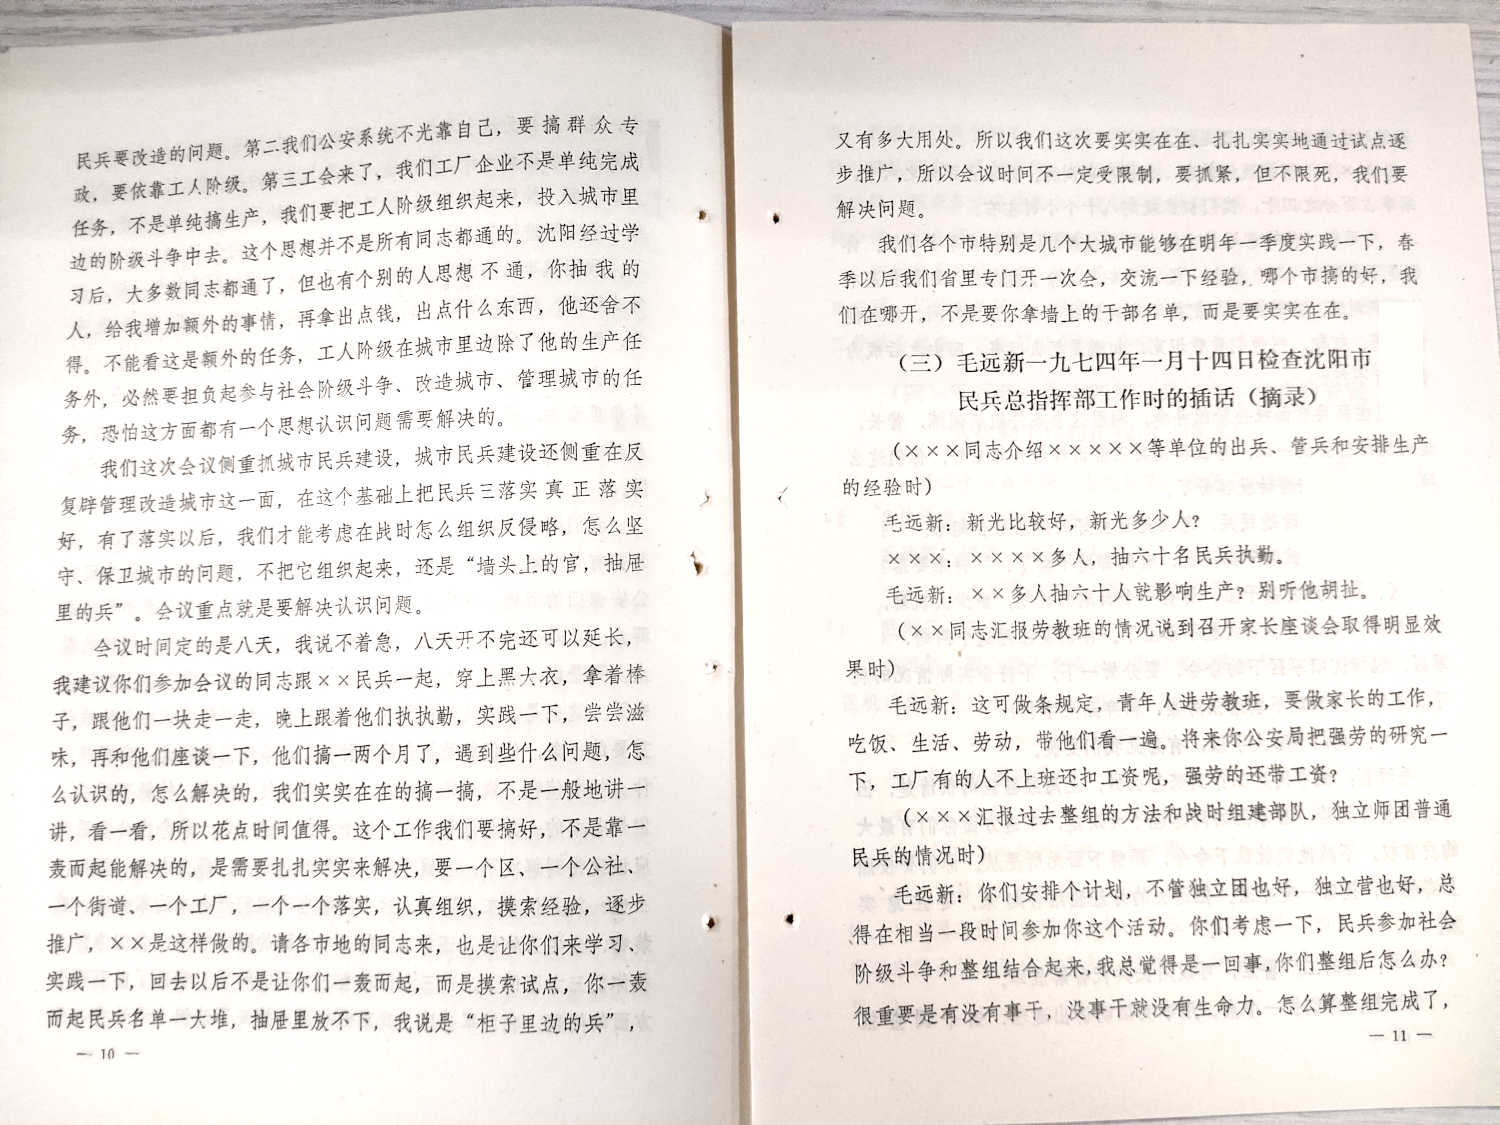 民兵要改造的问题。第二我们公安系统不光靠自己，要搞群众专
政，要依靠工人阶级。第三工会来了，我们工厂企业不是单纯完成
任务，不是单纯搞生产，我们要把工人阶级组织起来，投入城市里
边的阶级斗争中去。这个思想并不是所有同志都通的。沈阳经过学
习后，大多数同志都通了，但也有个别的人思想不通，你抽我的
人，给我增加额外的事情，再拿出点钱，出点什么东西，他还舍不
得。不能看这是额外的任务，工人阶级在城市里边除了他的生产任
务外，必然要担负起参与社会阶级斗争、改造城市、管理城市的任
务，恐怕这方面都有一个思想认识问题需要解决的。
我们这次会议侧重抓城市民兵建设，城市民兵建设还侧重在反
复辟管理改造城市这一面，在这个基础上把民兵三落实真正落实
好，有了落实以后，我们才能考虑在战时怎么组织反侵略，怎么坚
守、保卫城市的问题，不把它组织起来，还是“墙头上的官，抽屉
里的兵”。会议重点就是要解决认识问题。
会议时间定的是八天，我说不着急，八天开不完还可以延长，
我建议你们参加会议的同志跟××民兵一起，穿上黑大衣，拿着棒
子，跟他们一块走一走，晚上跟着他们执执勤，实践一下，尝尝滋
味，再和他们座谈一下，他们搞一两个月了，遇到些什么问题，怎
么认识的，怎么解决的，我们实实在在的搞一搞，不是一般地讲一
讲，看一看，所以花点时间值得。这个工作我们要搞好，不是靠一
轰而起能解决的，是需要扎扎实实来解决，要一个区、一个公社、
一个街道、一个工厂，一个一个落实，认真组织，摸索经验，逐步
推广，××是这样做的。请各市地的同志来，也是让你们来学习、
实践一下，回去以后不是让你们一轰而起，而是摸索试点，你一轰
而起民兵名单一大堆，抽屉里放不下，我说是“柜子里边的兵”，
— 10 —
又有多大用处。所以我们这次要实实在在、扎扎实实地通过试点逐
步推广，所以会议时间不一定受限制，要抓紧，但不限死，我们要
解决问题。
我们各个市特别是几个大城市能够在明年一季度实践一下，春
季以后我们省里专门开一次会，交流一下经验，哪个市搞的好，我
们在哪开，不是要你拿墙上的干部名单，而是要实实在在。
（三）毛远新一九七四年一月十四日检查沈阳市
民兵总指挥部工作时的插话（摘录）
（×××同志介绍×××××等单位的出兵、管兵和安排生产
的经验时）
毛远新：新光比较好，新光多少人？
×××：××××多人，抽六十名民兵执勤。
毛远新：××多人抽六十人就影响生产？别听他胡扯。
（××同志汇报劳教班的情况说到召开家长座谈会取得明显效
果时）
毛远新：这可做条规定，青年人进劳教班，要做家长的工作，
吃饭、生活、劳动，带他们看一遍。将来你公安局把强劳的研究一
下，工厂有的人不上班还扣工资呢，强劳的还带工资？
（×××汇报过去整组的方法和战时组建部队，独立师团普通
民兵的情况时）
毛远新：你们安排个计划，不管独立团也好，独立营也好，总
得在相当一段时间参加你这个活动。你们考虑一下，民兵参加社会
阶级斗争和整组结合起来，我总觉得是一回事，你们整组后怎么办？
很重要是有没有事干，没事干就没有生命力。怎么算整组完成了，
— 11 —